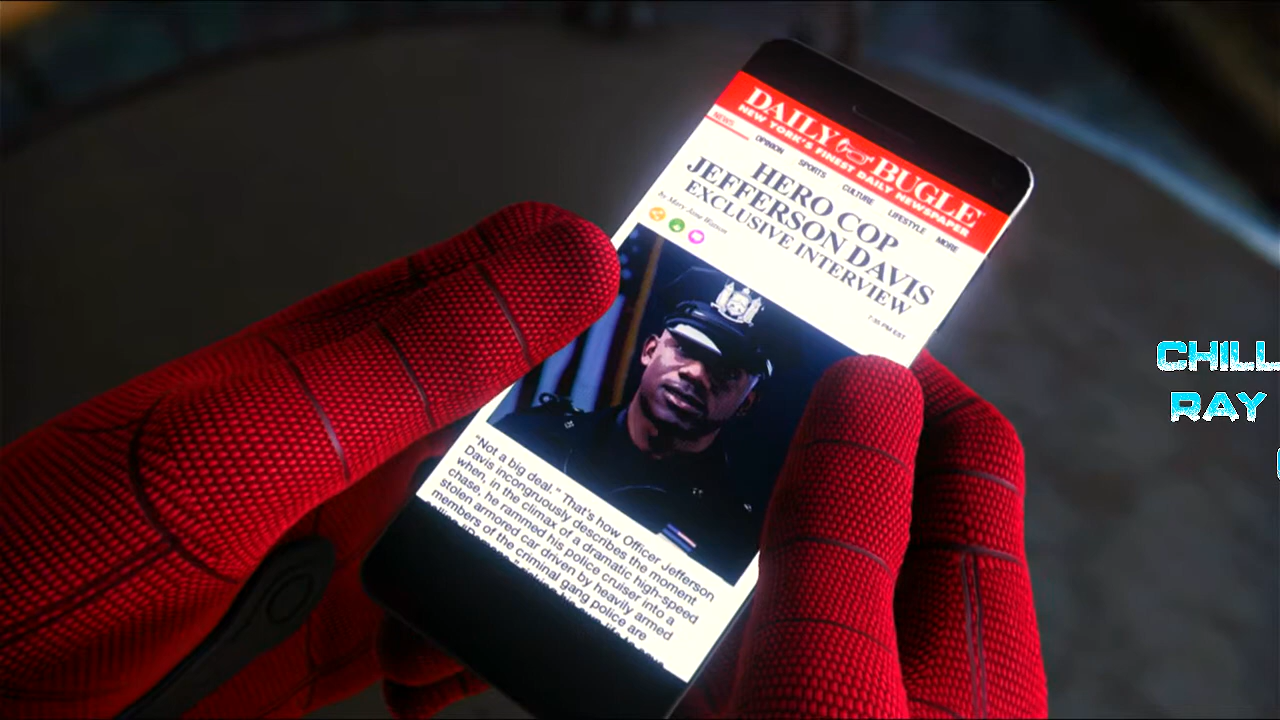 DAILY BUGLE
NEW YORK'S FINEST DAILY NEWSPAPER
NEWS OPINION SPORTS CULTURE LIFESTYLE MORE
HERO COP
JEFFERSON DAVIS
EXCLUSIVE INTERVIEW
by Mary Jane Watson
7:35 PM EST
"Not a big deal." That's how Officer Jefferson
Davis incongruously describes the moment
when, in the climax of a dramatic high-speed
chase, he rammed his police cruiser into a
stolen armored car driven by heavily armed
members of the criminal gang police are
CHILL
RAY